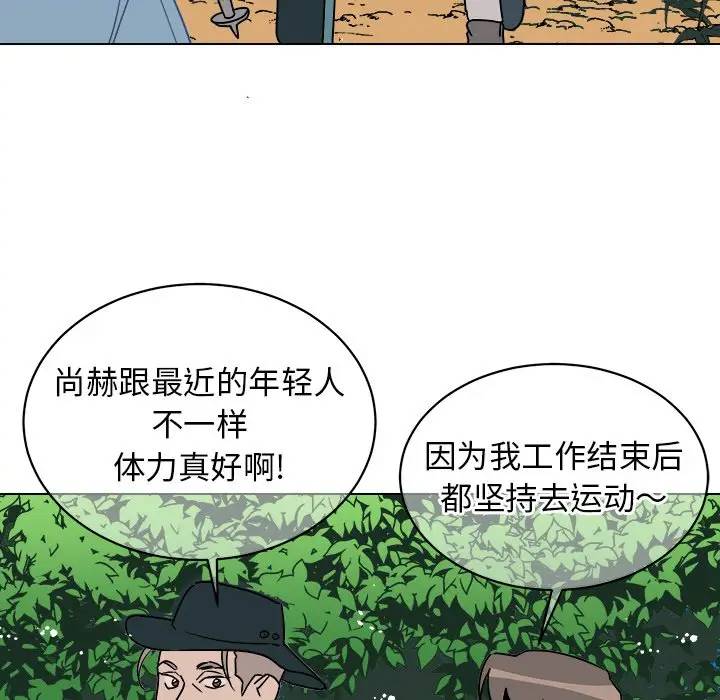 尚赫跟最近的年轻人
不一样
体力真好啊!
因为我工作结束后
都坚持去运动～